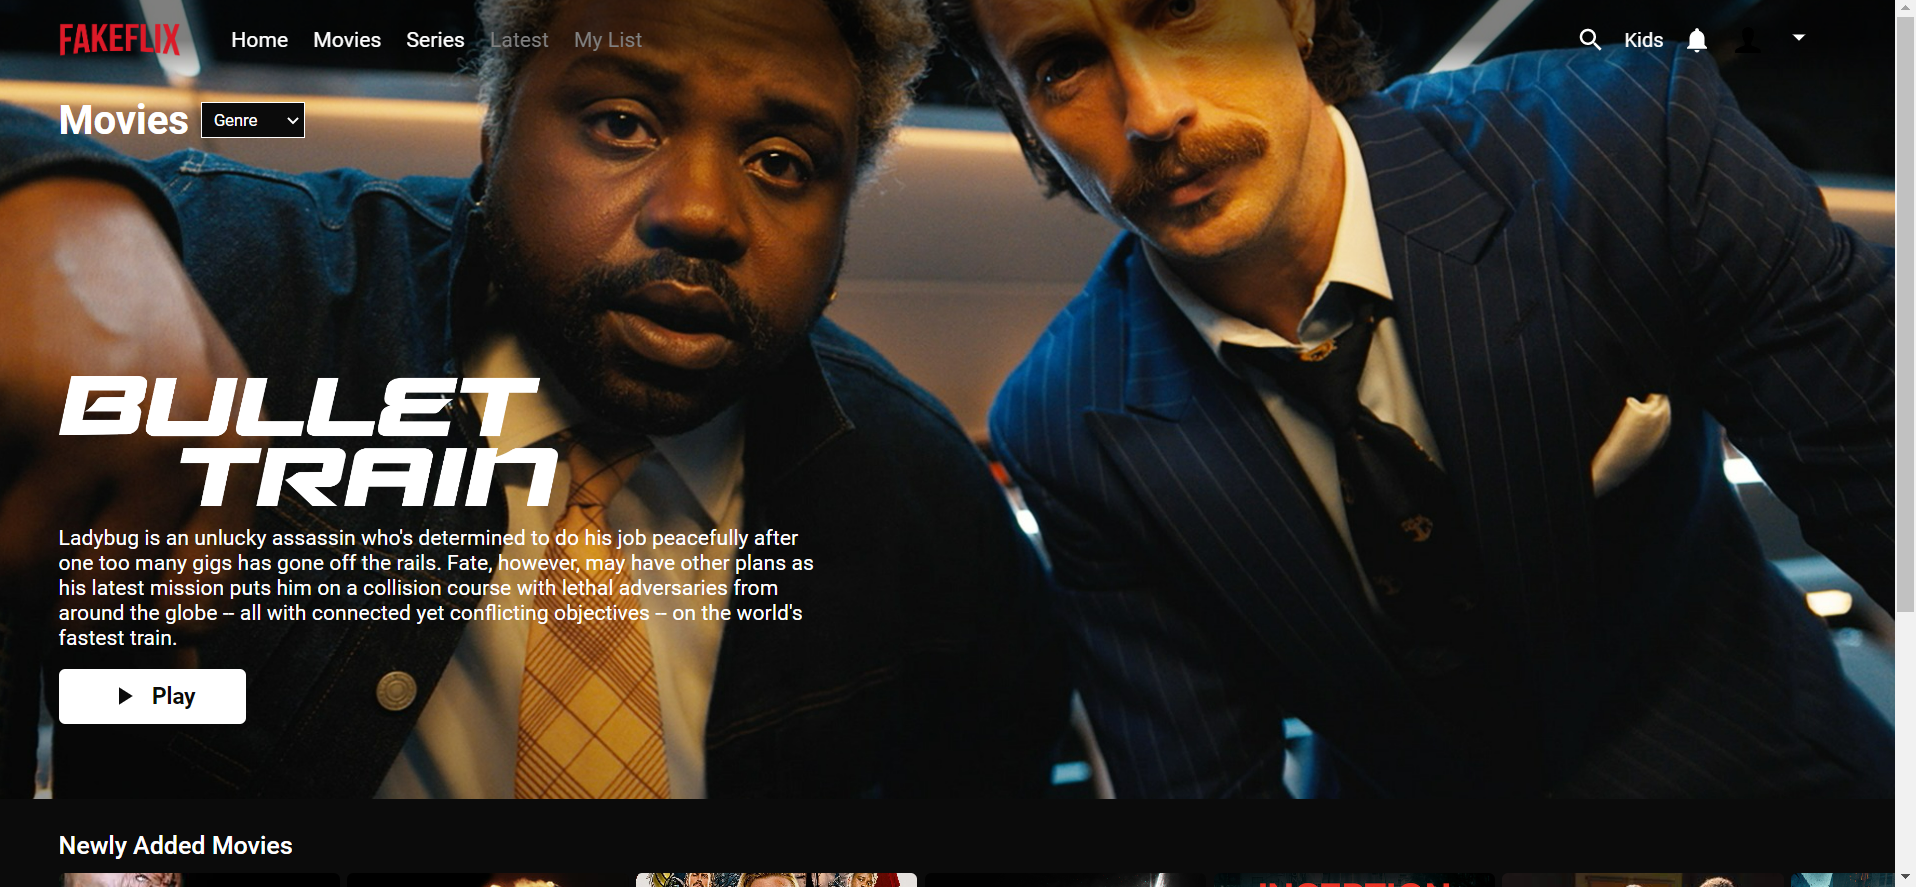 FAKEFLIX Home Movies Series Latest My List Kids
Movies Genre
BULLET
TRAIN
Ladybug is an unlucky assassin who's determined to do his job peacefully after
one too many gigs has gone off the rails. Fate, however, may have other plans as
his latest mission puts him on a collision course with lethal adversaries from
around the globe – all with connected yet conflicting objectives – on the world's
fastest train.
Play
Newly Added Movies
INCEPTION